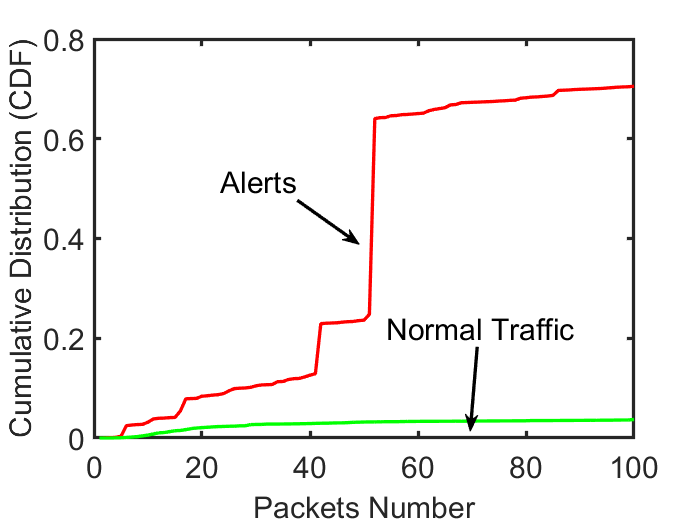 0.8
0.6
0.4
0.2
0
Cumulative Distribution (CDF)
Alerts
Normal Traffic
0 20 40 60 80 100
Packets Number